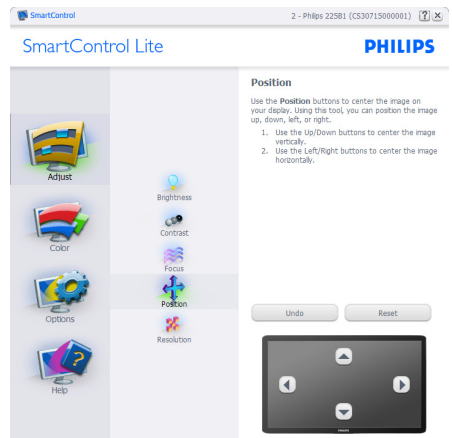 SmartControl
2 - Philips 225B1 (CS30715000001)
SmartControl Lite
PHILIPS
Adjust
Color
Options
Help
Brightness
Contrast
Focus
Position
Resolution
Position
Use the Position buttons to center the image on
your display. Using this tool, you can position the image
up, down, left, or right.
1. Use the Up/Down buttons to center the image
vertically.
2. Use the Left/Right buttons to center the image
horizontally.
Undo
Reset
PHILIPS